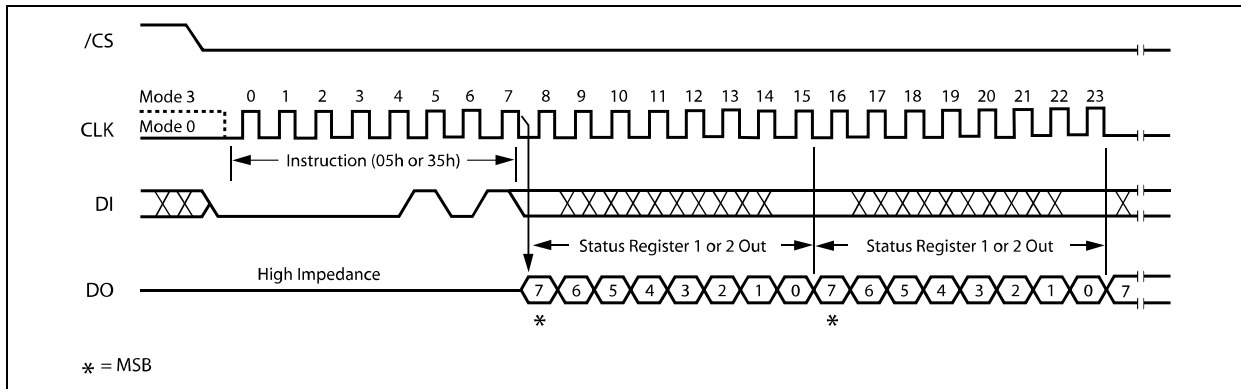 /CS
Mode 3
0 1 2 3 4 5 6 7 8 9 10 11 12 13 14 15 16 17 18 19 20 21 22 23
CLK
Mode 0
Instruction (05h or 35h)
DI
Status Register 1 or 2 Out
Status Register 1 or 2 Out
High Impedance
DO
7 6 5 4 3 2 1 0 7 6 5 4 3 2 1 0 7
* *
* = MSB